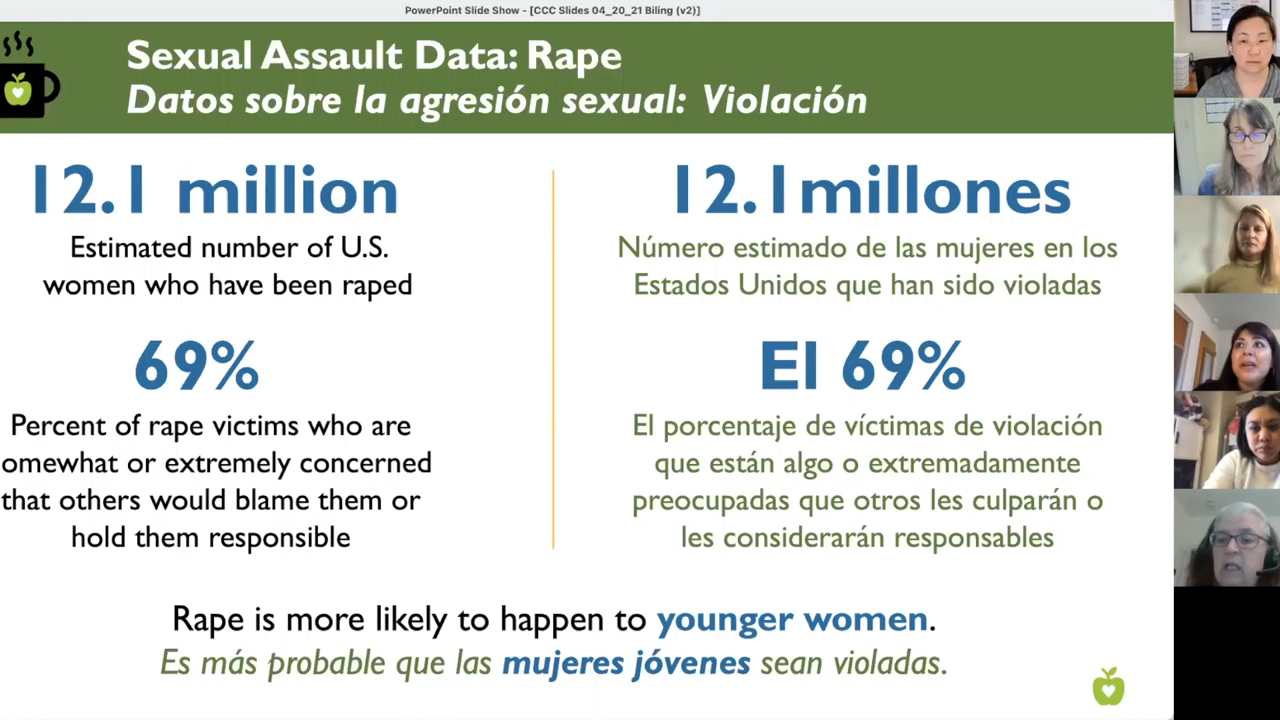 PowerPoint Slide Show - [CCC Slides 04_20_21 Biling (v2)]
Sexual Assault Data: Rape
Datos sobre la agresión sexual: Violación
12.1 million
Estimated number of U.S.
women who have been raped
69%
Percent of rape victims who are
omewhat or extremely concerned
that others would blame them or
hold them responsible
12.1millones
Número estimado de las mujeres en los
Estados Unidos que han sido violadas
El 69%
El porcentaje de víctimas de violación
que están algo o extremadamente
preocupadas que otros les culparán o
les considerarán responsables
Rape is more likely to happen to younger women.
Es más probable que las mujeres jóvenes sean violadas.